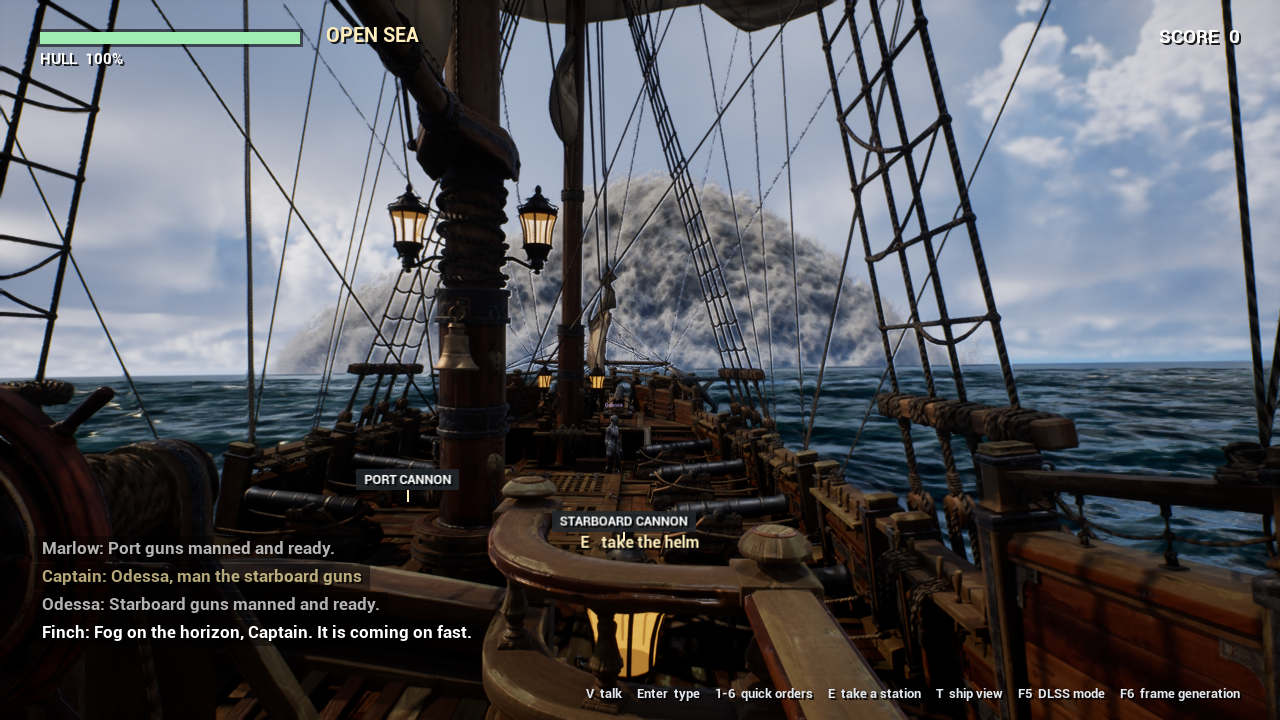 OPEN SEA
SCORE 0
HULL 100%
Odessa
PORT CANNON
STARBOARD CANNON
E take the helm
Marlow: Port guns manned and ready.
Captain: Odessa, man the starboard guns
Odessa: Starboard guns manned and ready.
Finch: Fog on the horizon, Captain. It is coming on fast.
V talk Enter type 1-6 quick orders E take a station T ship view F5 DLSS mode F6 frame generation